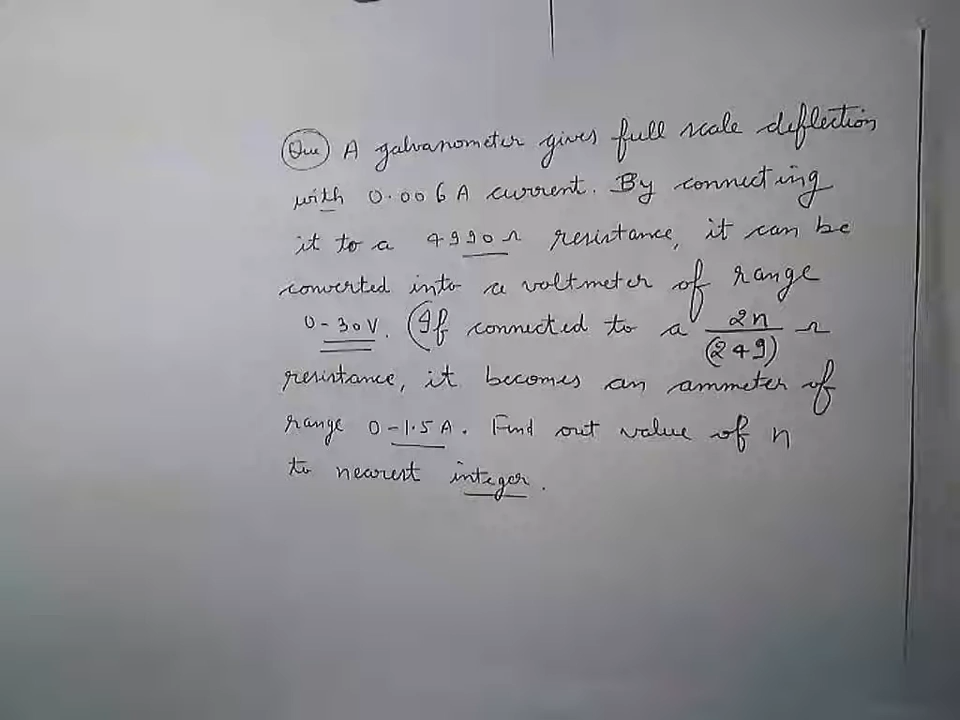 Que A galvanometer gives full scale deflection
with 0.006 A current. By connecting
it to a 4990 Ω resistance, it can be
converted into a voltmeter of range
0-30V. (If connected to a 2n/(249) Ω
resistance, it becomes an ammeter of
range 0-1.5A. Find out value of n
to nearest integer.